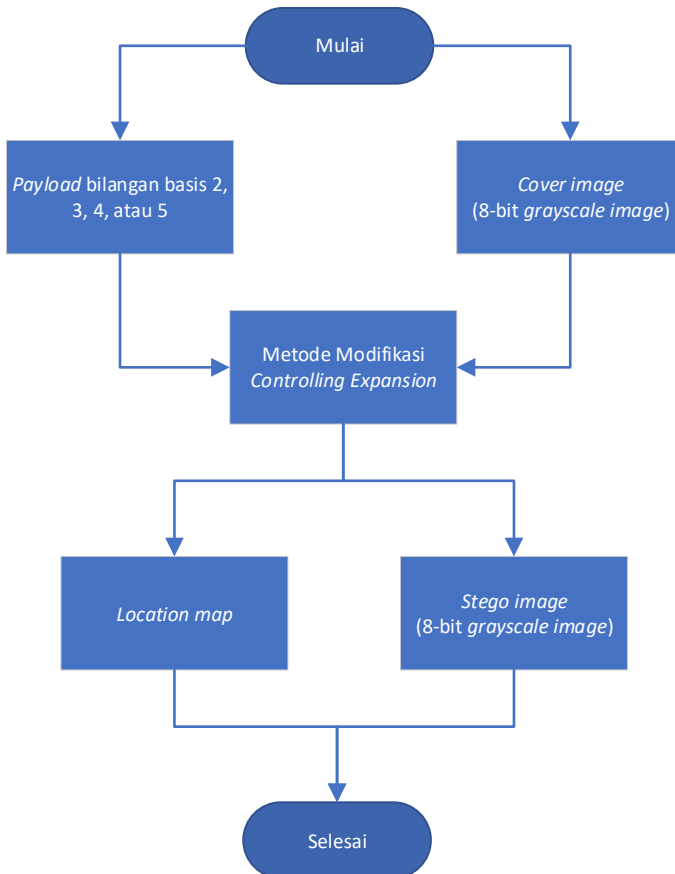 Mulai
Payload bilangan basis 2,
3, 4, atau 5
Cover image
(8-bit grayscale image)
Metode Modifikasi
Controlling Expansion
Location map
Stego image
(8-bit grayscale image)
Selesai